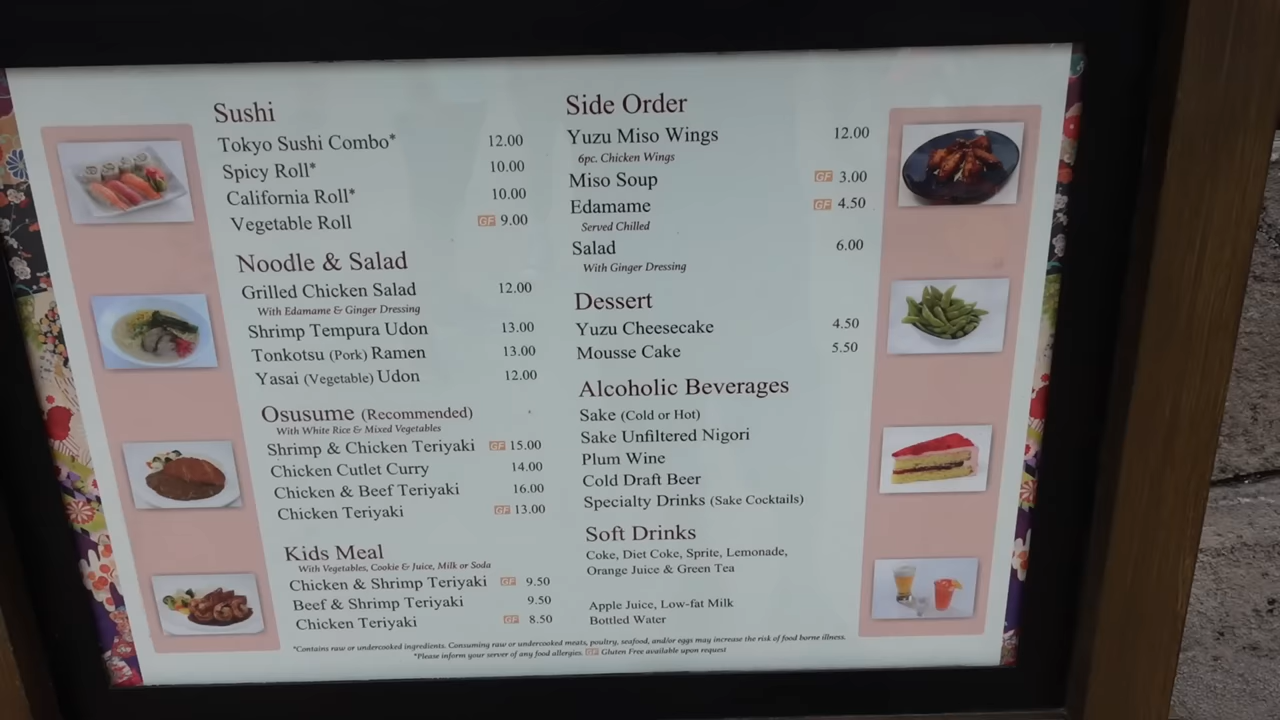 Sushi
Tokyo Sushi Combo* 12.00
Spicy Roll* 10.00
California Roll* 10.00
Vegetable Roll GF 9.00
Noodle & Salad
Grilled Chicken Salad 12.00
With Edamame & Ginger Dressing
Shrimp Tempura Udon 13.00
Tonkotsu (Pork) Ramen 13.00
Yasai (Vegetable) Udon 12.00
Osusume (Recommended)
With White Rice & Mixed Vegetables
Shrimp & Chicken Teriyaki GF 15.00
Chicken Cutlet Curry 14.00
Chicken & Beef Teriyaki 16.00
Chicken Teriyaki GF 13.00
Kids Meal
With Vegetables, Cookie & Juice, Milk or Soda
Chicken & Shrimp Teriyaki GF 9.50
Beef & Shrimp Teriyaki 9.50
Chicken Teriyaki GF 8.50
Side Order
Yuzu Miso Wings 12.00
6pc. Chicken Wings
Miso Soup GF 3.00
Edamame GF 4.50
Served Chilled
Salad 6.00
With Ginger Dressing
Dessert
Yuzu Cheesecake 4.50
Mousse Cake 5.50
Alcoholic Beverages
Sake (Cold or Hot)
Sake Unfiltered Nigori
Plum Wine
Cold Draft Beer
Specialty Drinks (Sake Cocktails)
Soft Drinks
Coke, Diet Coke, Sprite, Lemonade,
Orange Juice & Green Tea
Apple Juice, Low-fat Milk
Bottled Water
*Contains raw or undercooked ingredients. Consuming raw or undercooked meats, poultry, seafood, and/or eggs may increase the risk of food borne illness.
*Please inform your server of any food allergies. GF Gluten Free available upon request